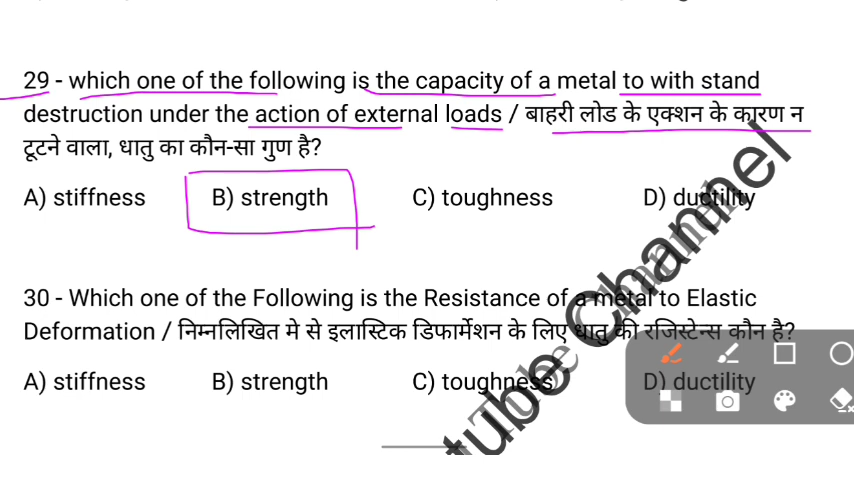 29 - which one of the following is the capacity of a metal to with stand
destruction under the action of external loads / बाहरी लोड के एक्शन के कारण न
टूटने वाला, धातु का कौन-सा गुण है?
A) stiffness B) strength C) toughness D) ductility
30 - Which one of the Following is the Resistance of a metal to Elastic
Deformation / निम्नलिखित मे से इलास्टिक डिफार्मेशन के लिए धातु की रजिस्टेन्स कौन है?
A) stiffness B) strength C) toughness D) ductility
tube Channel